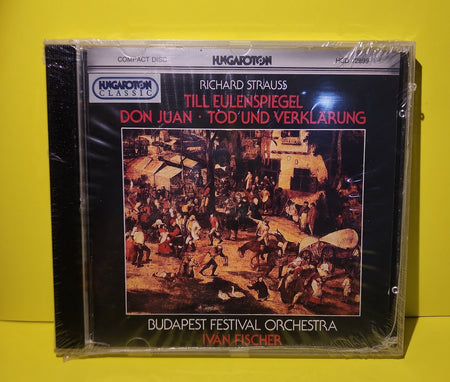 COMPACT DISC
HUNGAROTON
HUNGAROTON
CLASSIC
RICHARD STRAUSS
TILL EULENSPIEGEL
DON JUAN · TOD UND VERKLÄRUNG
BUDAPEST FESTIVAL ORCHESTRA
IVÁN FISCHER